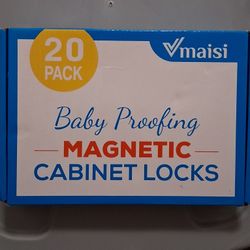 20
PACK
Vmaisi
Baby Proofing
MAGNETIC
CABINET LOCKS